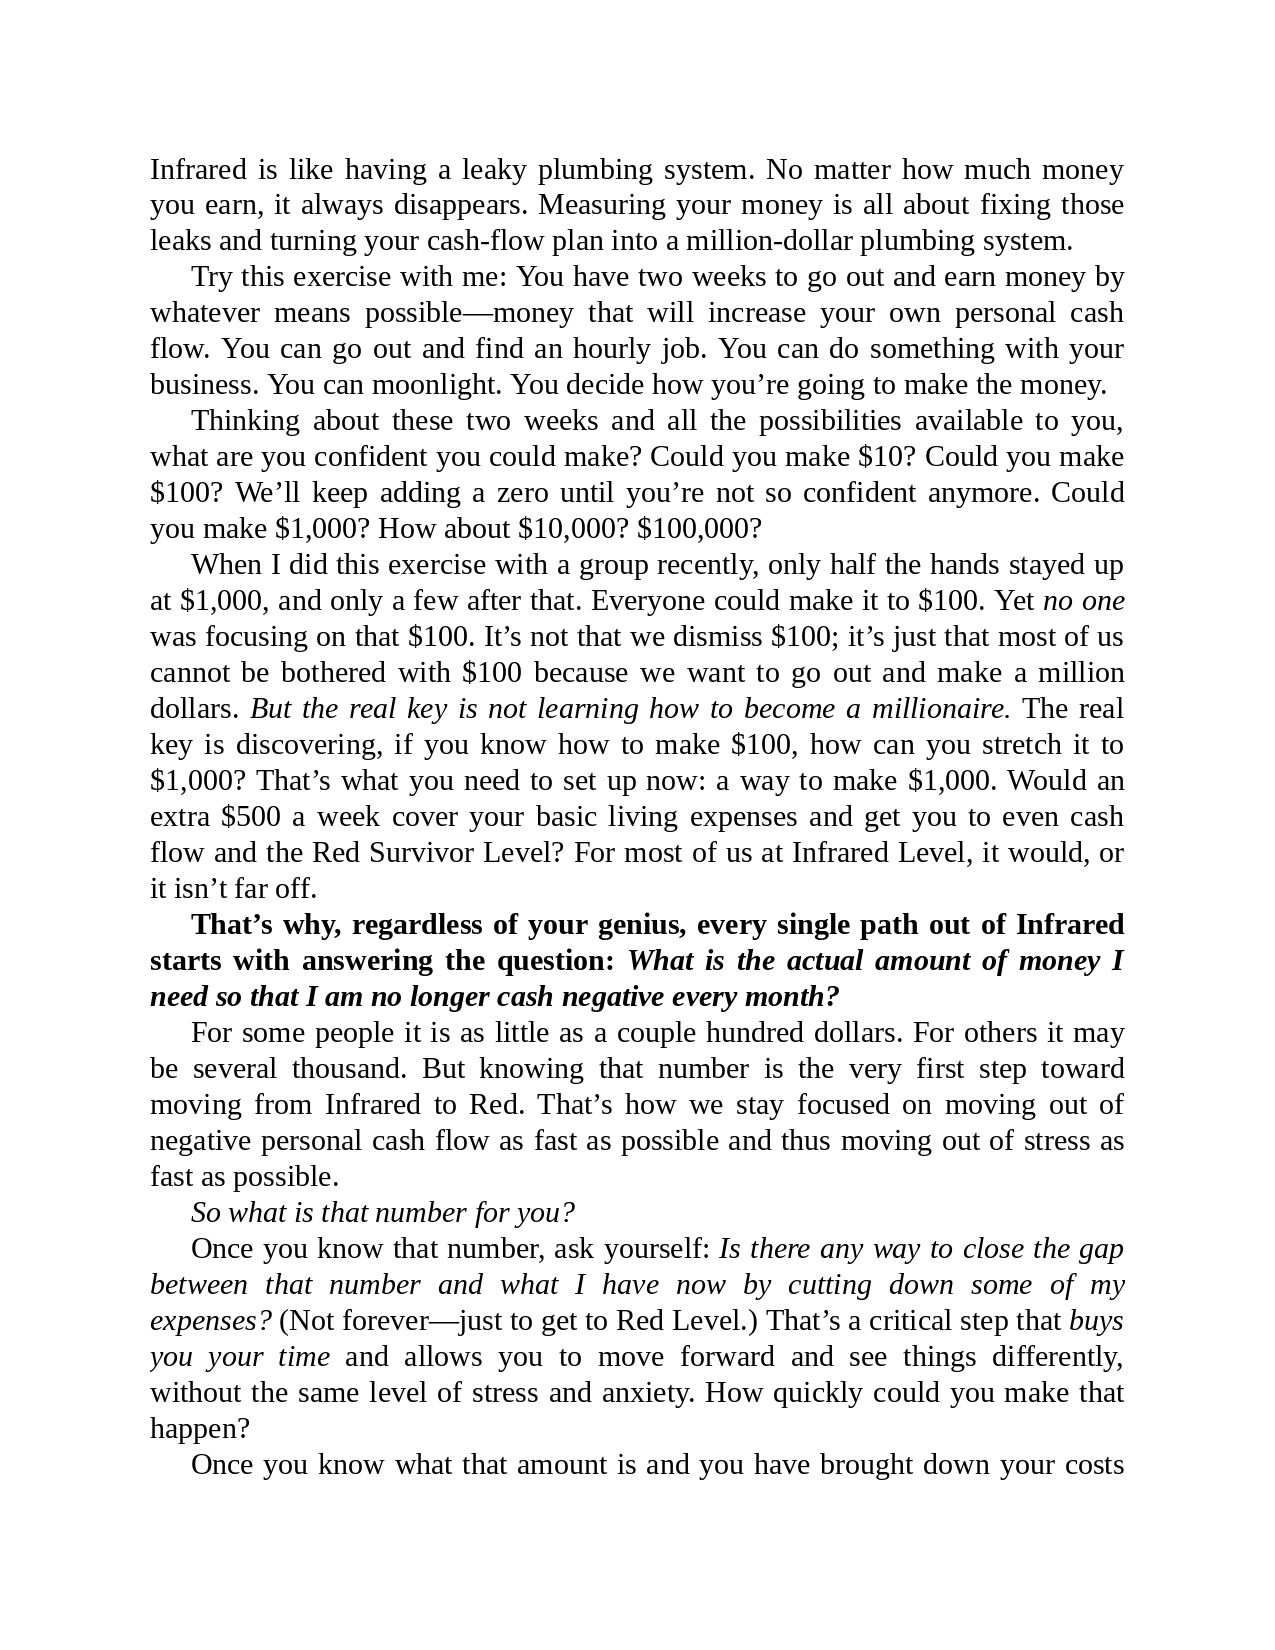 Infrared is like having a leaky plumbing system. No matter how much money
you earn, it always disappears. Measuring your money is all about fixing those
leaks and turning your cash-flow plan into a million-dollar plumbing system.
Try this exercise with me: You have two weeks to go out and earn money by
whatever means possible—money that will increase your own personal cash
flow. You can go out and find an hourly job. You can do something with your
business. You can moonlight. You decide how you’re going to make the money.
Thinking about these two weeks and all the possibilities available to you,
what are you confident you could make? Could you make $10? Could you make
$100? We’ll keep adding a zero until you’re not so confident anymore. Could
you make $1,000? How about $10,000? $100,000?
When I did this exercise with a group recently, only half the hands stayed up
at $1,000, and only a few after that. Everyone could make it to $100. Yet no one
was focusing on that $100. It’s not that we dismiss $100; it’s just that most of us
cannot be bothered with $100 because we want to go out and make a million
dollars. But the real key is not learning how to become a millionaire. The real
key is discovering, if you know how to make $100, how can you stretch it to
$1,000? That’s what you need to set up now: a way to make $1,000. Would an
extra $500 a week cover your basic living expenses and get you to even cash
flow and the Red Survivor Level? For most of us at Infrared Level, it would, or
it isn’t far off.
That’s why, regardless of your genius, every single path out of Infrared
starts with answering the question: What is the actual amount of money I
need so that I am no longer cash negative every month?
For some people it is as little as a couple hundred dollars. For others it may
be several thousand. But knowing that number is the very first step toward
moving from Infrared to Red. That’s how we stay focused on moving out of
negative personal cash flow as fast as possible and thus moving out of stress as
fast as possible.
So what is that number for you?
Once you know that number, ask yourself: Is there any way to close the gap
between that number and what I have now by cutting down some of my
expenses? (Not forever—just to get to Red Level.) That’s a critical step that buys
you your time and allows you to move forward and see things differently,
without the same level of stress and anxiety. How quickly could you make that
happen?
Once you know what that amount is and you have brought down your costs